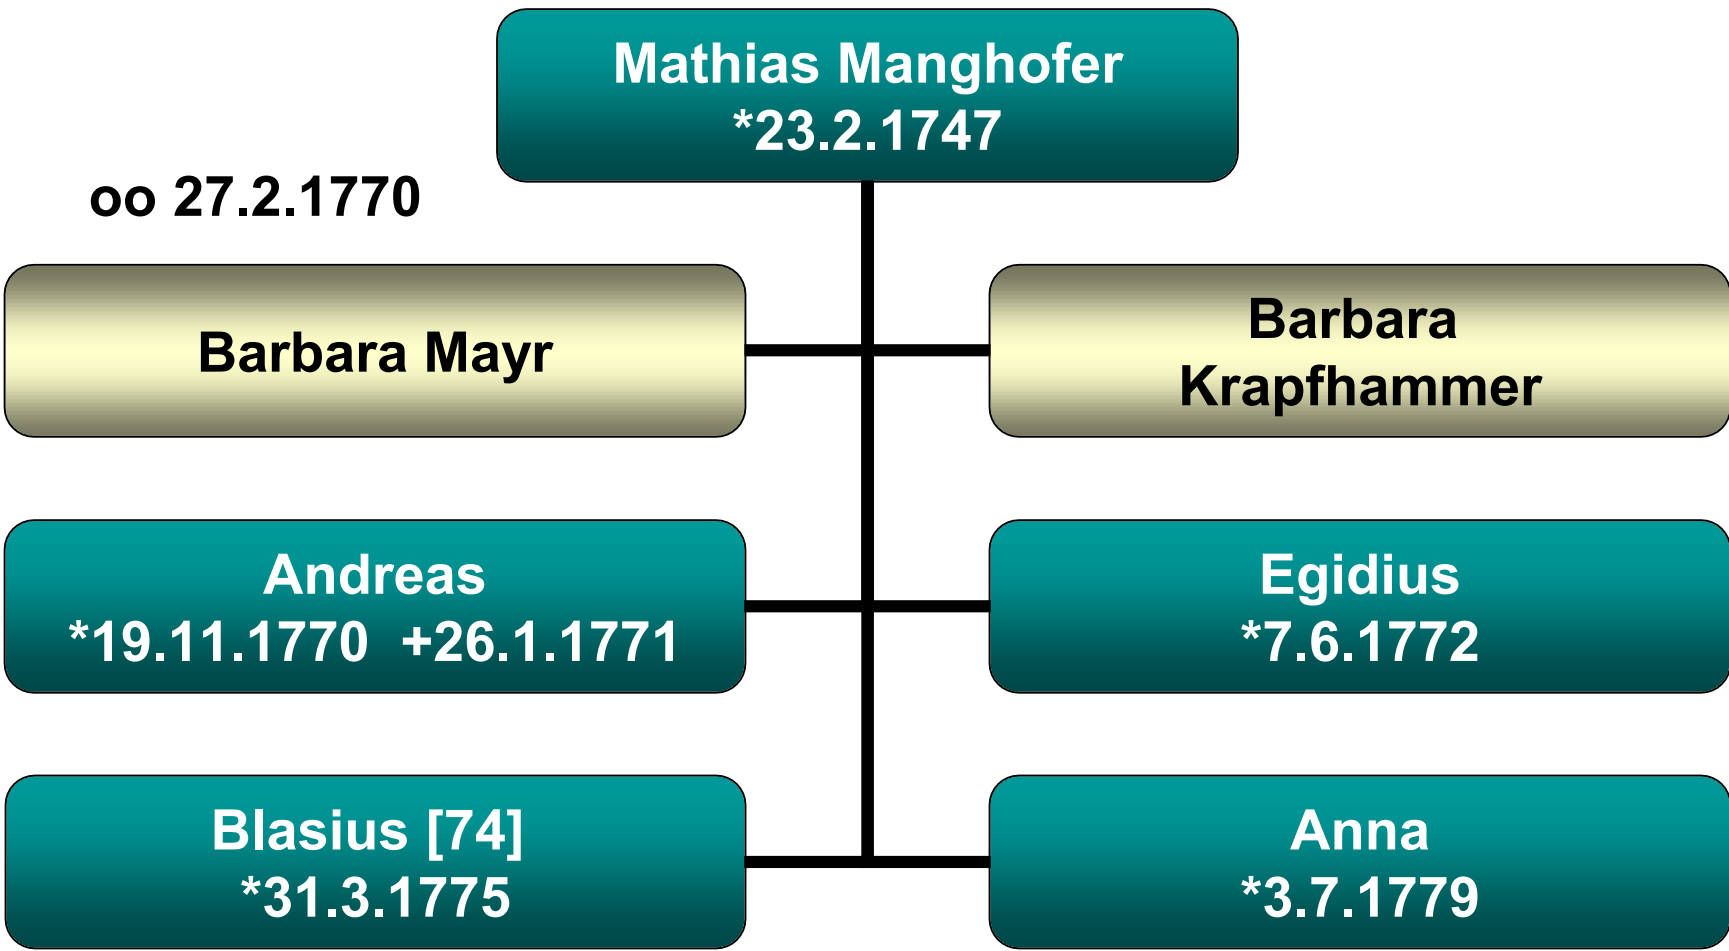 Mathias Manghofer
*23.2.1747
oo 27.2.1770
Barbara Mayr
Barbara
Krapfhammer
Andreas
*19.11.1770  +26.1.1771
Egidius
*7.6.1772
Blasius [74]
*31.3.1775
Anna
*3.7.1779